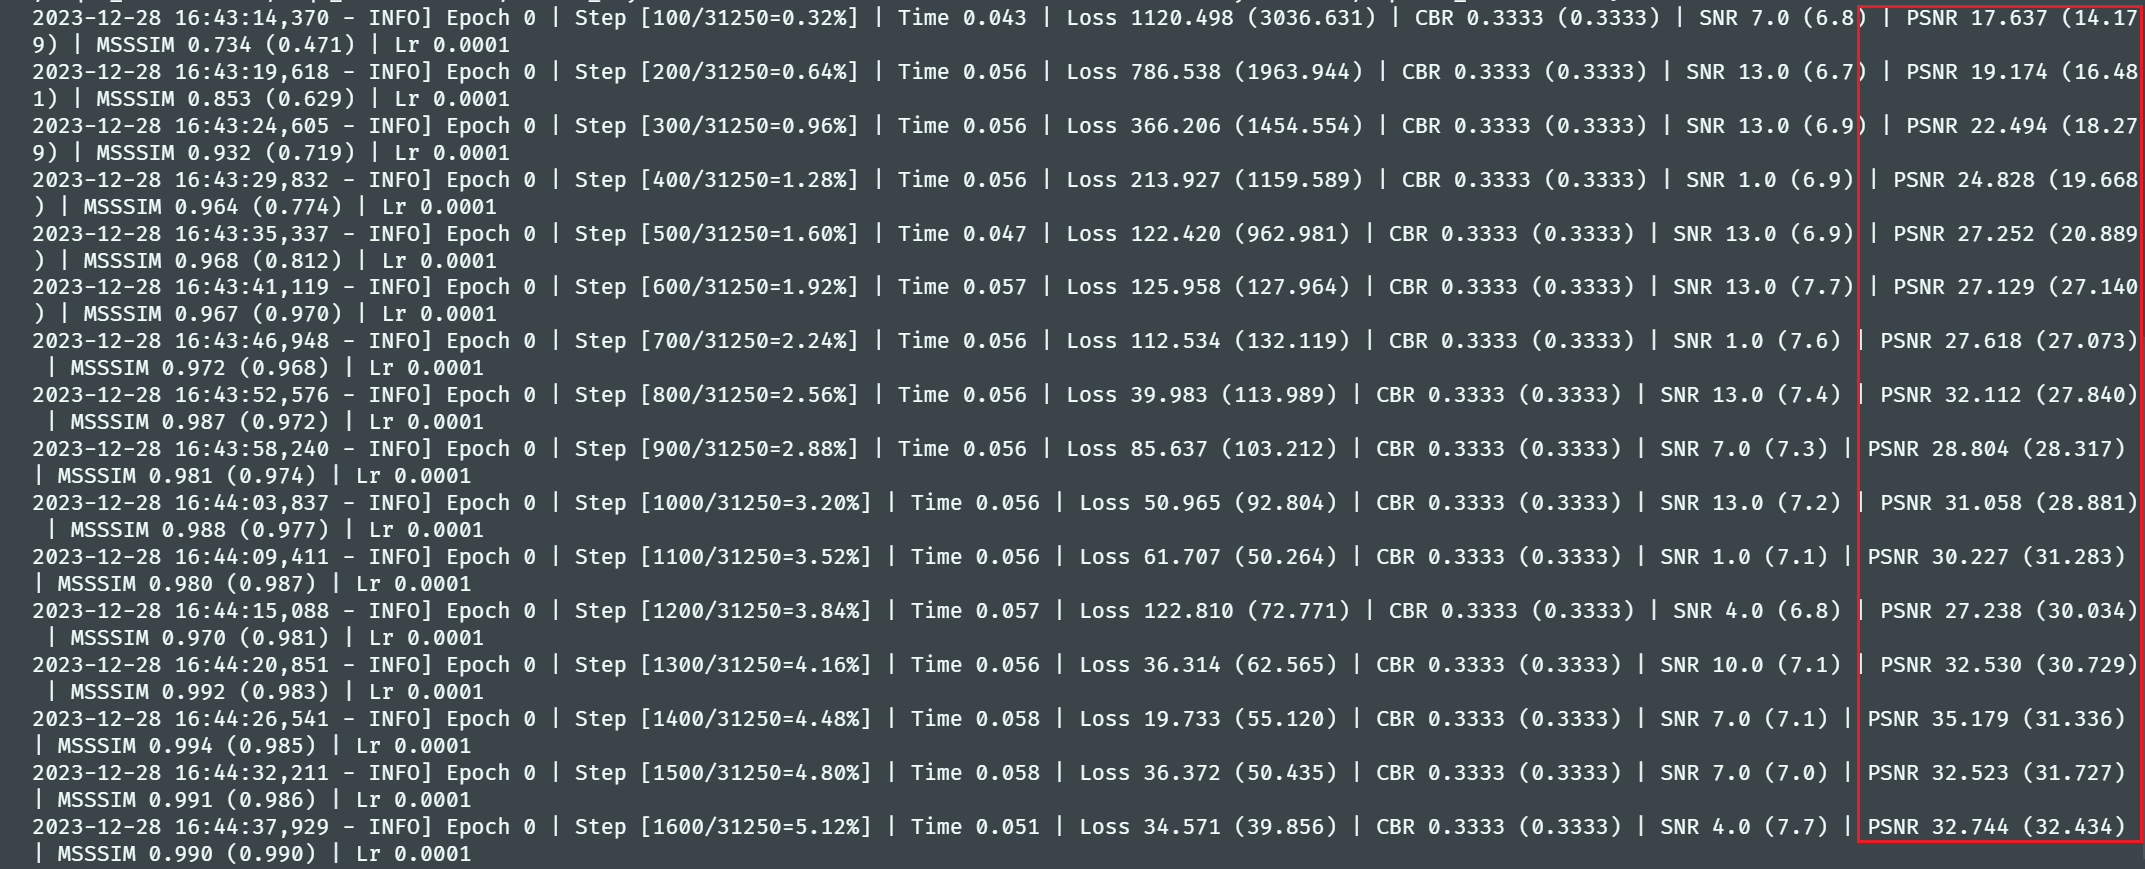 2023-12-28 16:43:14,370 - INFO] Epoch 0 | Step [100/31250=0.32%] | Time 0.043 | Loss 1120.498 (3036.631) | CBR 0.3333 (0.3333) | SNR 7.0 (6.8) | PSNR 17.637 (14.17
9) | MSSSIM 0.734 (0.471) | Lr 0.0001
2023-12-28 16:43:19,618 - INFO] Epoch 0 | Step [200/31250=0.64%] | Time 0.056 | Loss 786.538 (1963.944) | CBR 0.3333 (0.3333) | SNR 13.0 (6.7) | PSNR 19.174 (16.48
1) | MSSSIM 0.853 (0.629) | Lr 0.0001
2023-12-28 16:43:24,605 - INFO] Epoch 0 | Step [300/31250=0.96%] | Time 0.056 | Loss 366.206 (1454.554) | CBR 0.3333 (0.3333) | SNR 13.0 (6.9) | PSNR 22.494 (18.27
9) | MSSSIM 0.932 (0.719) | Lr 0.0001
2023-12-28 16:43:29,832 - INFO] Epoch 0 | Step [400/31250=1.28%] | Time 0.056 | Loss 213.927 (1159.589) | CBR 0.3333 (0.3333) | SNR 1.0 (6.9) | PSNR 24.828 (19.668
) | MSSSIM 0.964 (0.774) | Lr 0.0001
2023-12-28 16:43:35,337 - INFO] Epoch 0 | Step [500/31250=1.60%] | Time 0.047 | Loss 122.420 (962.981) | CBR 0.3333 (0.3333) | SNR 13.0 (6.9) | PSNR 27.252 (20.889
) | MSSSIM 0.968 (0.812) | Lr 0.0001
2023-12-28 16:43:41,119 - INFO] Epoch 0 | Step [600/31250=1.92%] | Time 0.057 | Loss 125.958 (127.964) | CBR 0.3333 (0.3333) | SNR 13.0 (7.7) | PSNR 27.129 (27.140
) | MSSSIM 0.967 (0.970) | Lr 0.0001
2023-12-28 16:43:46,948 - INFO] Epoch 0 | Step [700/31250=2.24%] | Time 0.056 | Loss 112.534 (132.119) | CBR 0.3333 (0.3333) | SNR 1.0 (7.6) | PSNR 27.618 (27.073)
| MSSSIM 0.972 (0.968) | Lr 0.0001
2023-12-28 16:43:52,576 - INFO] Epoch 0 | Step [800/31250=2.56%] | Time 0.056 | Loss 39.983 (113.989) | CBR 0.3333 (0.3333) | SNR 13.0 (7.4) | PSNR 32.112 (27.840)
| MSSSIM 0.987 (0.972) | Lr 0.0001
2023-12-28 16:43:58,240 - INFO] Epoch 0 | Step [900/31250=2.88%] | Time 0.056 | Loss 85.637 (103.212) | CBR 0.3333 (0.3333) | SNR 7.0 (7.3) | PSNR 28.804 (28.317)
| MSSSIM 0.981 (0.974) | Lr 0.0001
2023-12-28 16:44:03,837 - INFO] Epoch 0 | Step [1000/31250=3.20%] | Time 0.056 | Loss 50.965 (92.804) | CBR 0.3333 (0.3333) | SNR 13.0 (7.2) | PSNR 31.058 (28.881)
| MSSSIM 0.988 (0.977) | Lr 0.0001
2023-12-28 16:44:09,411 - INFO] Epoch 0 | Step [1100/31250=3.52%] | Time 0.056 | Loss 61.707 (50.264) | CBR 0.3333 (0.3333) | SNR 1.0 (7.1) | PSNR 30.227 (31.283)
| MSSSIM 0.980 (0.987) | Lr 0.0001
2023-12-28 16:44:15,088 - INFO] Epoch 0 | Step [1200/31250=3.84%] | Time 0.057 | Loss 122.810 (72.771) | CBR 0.3333 (0.3333) | SNR 4.0 (6.8) | PSNR 27.238 (30.034)
| MSSSIM 0.970 (0.981) | Lr 0.0001
2023-12-28 16:44:20,851 - INFO] Epoch 0 | Step [1300/31250=4.16%] | Time 0.056 | Loss 36.314 (62.565) | CBR 0.3333 (0.3333) | SNR 10.0 (7.1) | PSNR 32.530 (30.729)
| MSSSIM 0.992 (0.983) | Lr 0.0001
2023-12-28 16:44:26,541 - INFO] Epoch 0 | Step [1400/31250=4.48%] | Time 0.058 | Loss 19.733 (55.120) | CBR 0.3333 (0.3333) | SNR 7.0 (7.1) | PSNR 35.179 (31.336)
| MSSSIM 0.994 (0.985) | Lr 0.0001
2023-12-28 16:44:32,211 - INFO] Epoch 0 | Step [1500/31250=4.80%] | Time 0.058 | Loss 36.372 (50.435) | CBR 0.3333 (0.3333) | SNR 7.0 (7.0) | PSNR 32.523 (31.727)
| MSSSIM 0.991 (0.986) | Lr 0.0001
2023-12-28 16:44:37,929 - INFO] Epoch 0 | Step [1600/31250=5.12%] | Time 0.051 | Loss 34.571 (39.856) | CBR 0.3333 (0.3333) | SNR 4.0 (7.7) | PSNR 32.744 (32.434)
| MSSSIM 0.990 (0.990) | Lr 0.0001